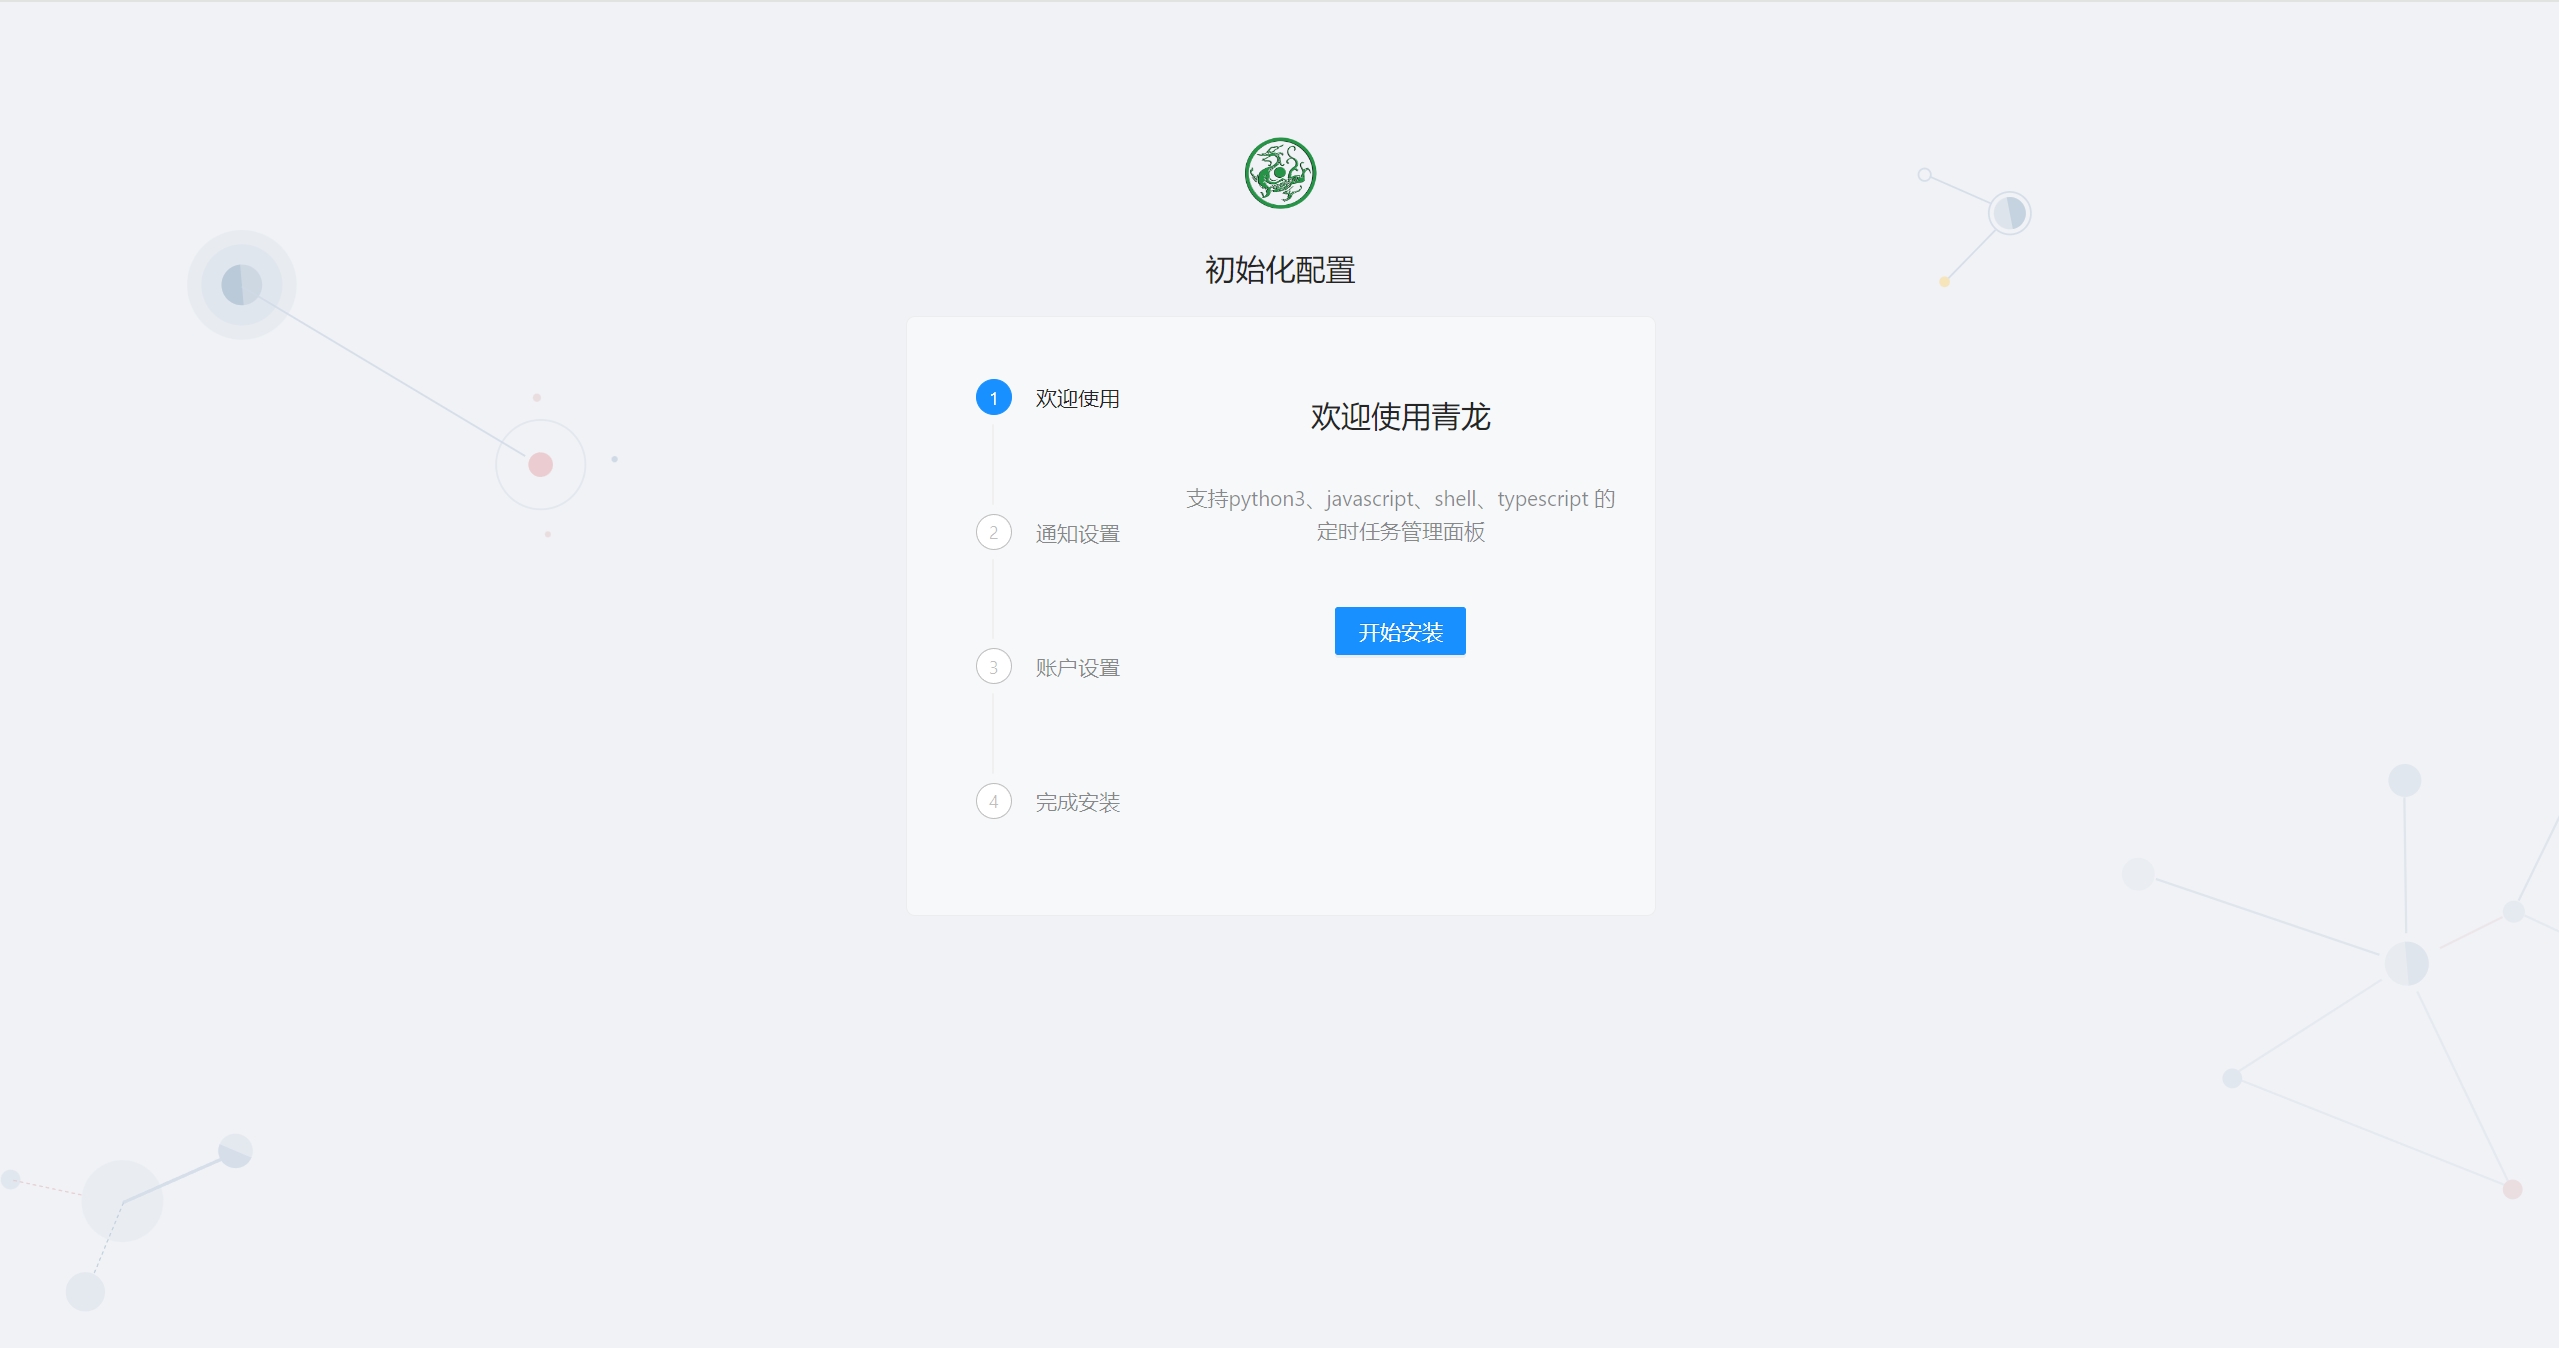 初始化配置
1 欢迎使用
2 通知设置
3 账户设置
4 完成安装
欢迎使用青龙
支持python3、javascript、shell、typescript 的
定时任务管理面板
开始安装